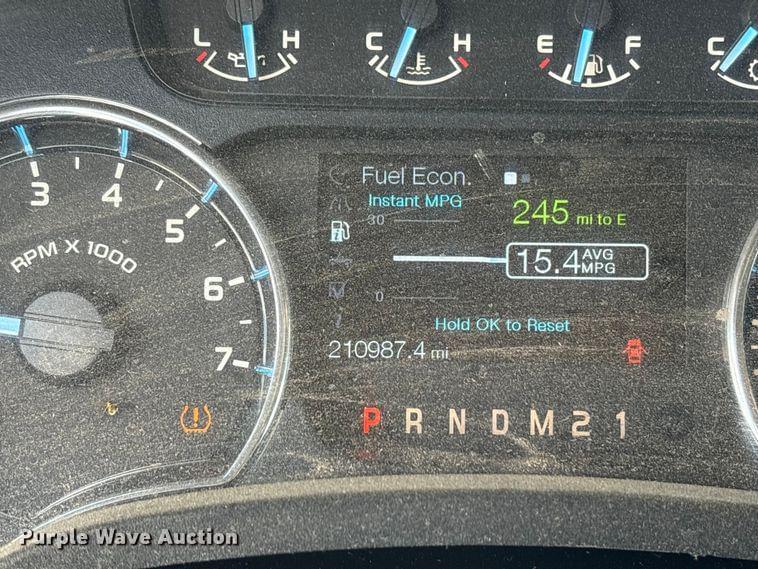 L H C H E F C
Fuel Econ.
Instant MPG
30
245 mi to E
15.4 AVG MPG
0
Hold OK to Reset
210987.4 mi
3 4 5 6 7
RPM X 1000
P R N D M 2 1
Purple Wave Auction